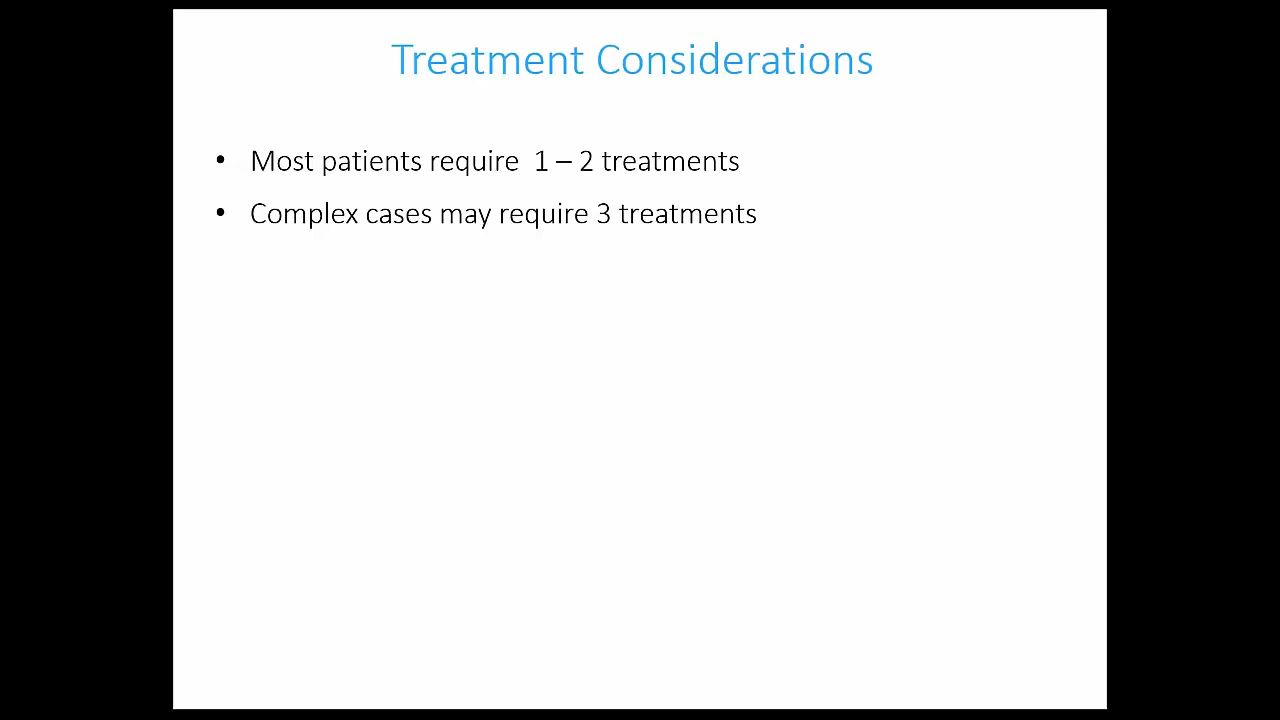 Treatment Considerations
• Most patients require  1 – 2 treatments
• Complex cases may require 3 treatments